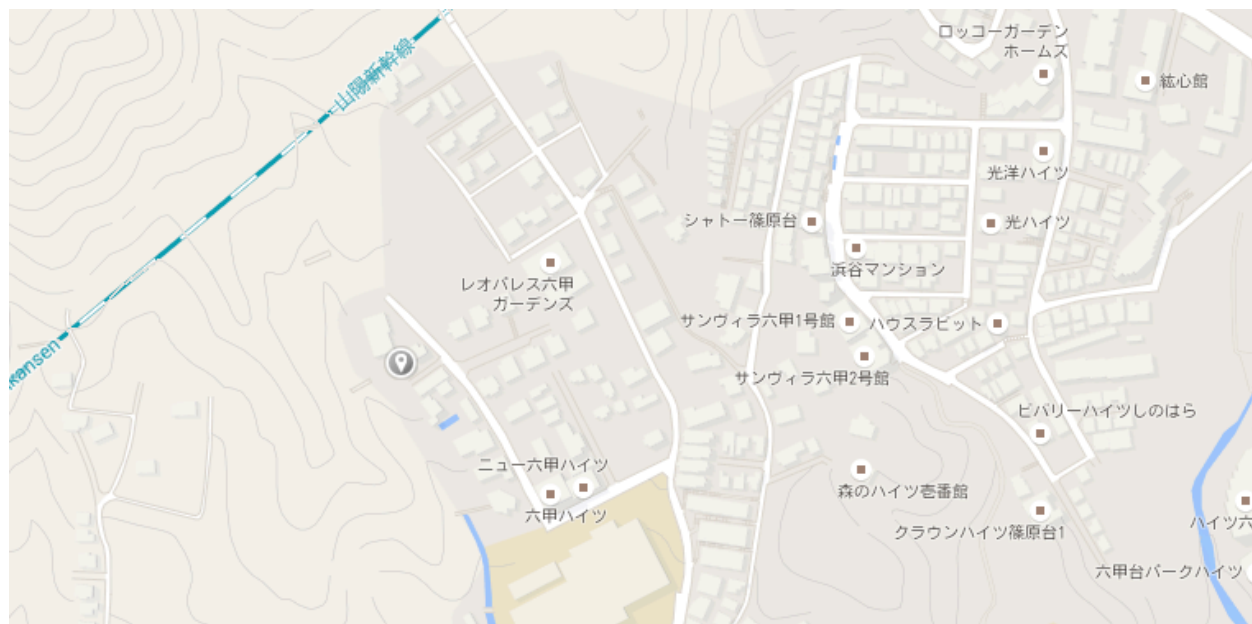 山陽新幹線
ロッコーガーデン
ホームズ
紘心館
光洋ハイツ
シャトー篠原台
光ハイツ
浜谷マンション
レオパレス六甲
ガーデンズ
サンヴィラ六甲1号館
ハウスラビット
kansen
サンヴィラ六甲2号館
ビバリーハイツしのはら
ニュー六甲ハイツ
森のハイツ壱番館
六甲ハイツ
ハイツ六
クラウンハイツ篠原台1
六甲台パークハイツ